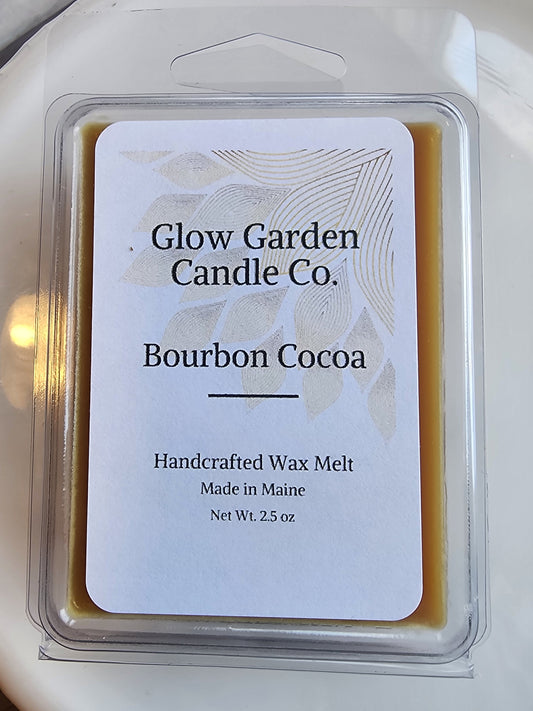 Glow Garden
Candle Co.
Bourbon Cocoa
Handcrafted Wax Melt
Made in Maine
Net Wt. 2.5 oz